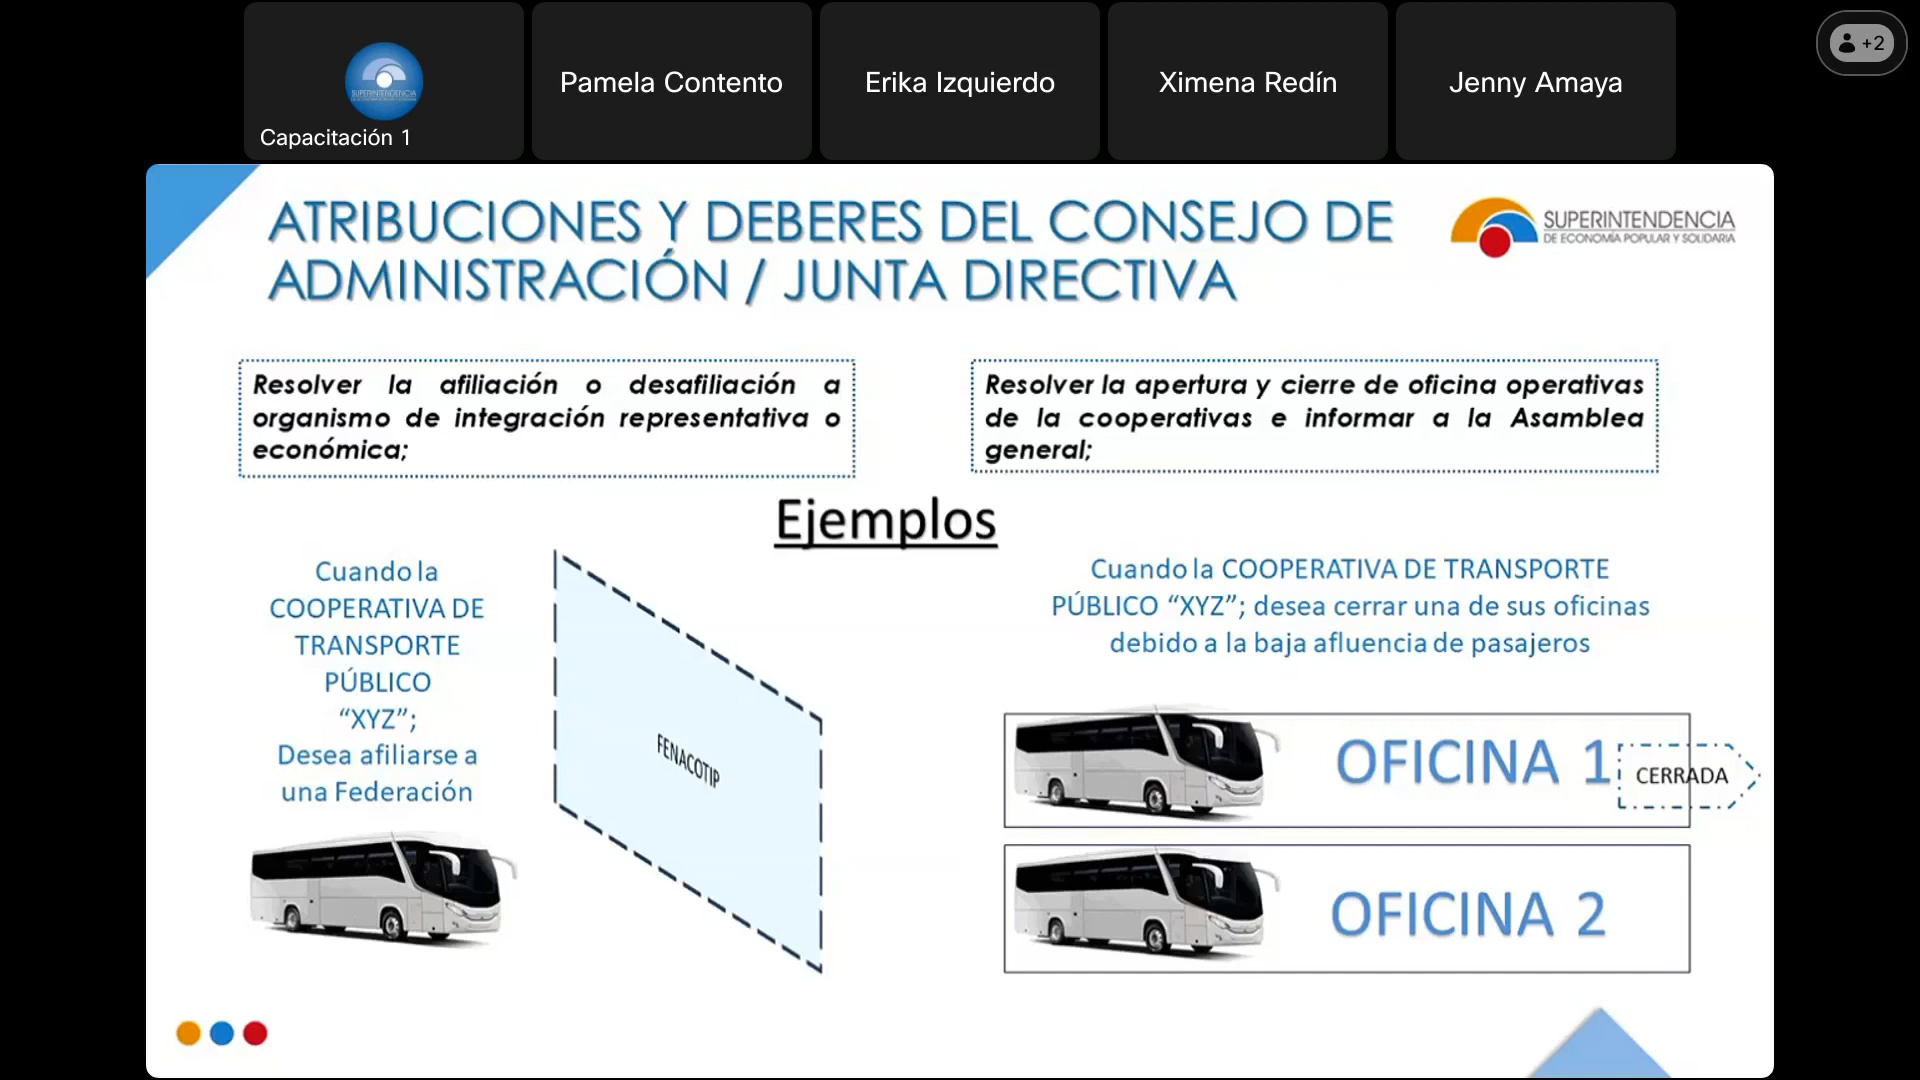 Capacitación 1
Pamela Contento
Erika Izquierdo
Ximena Redín
Jenny Amaya
+2
ATRIBUCIONES Y DEBERES DEL CONSEJO DE
ADMINISTRACIÓN / JUNTA DIRECTIVA
SUPERINTENDENCIA
DE ECONOMÍA POPULAR Y SOLIDARIA
Resolver la afiliación o desafiliación a
organismo de integración representativa o
económica;
Resolver la apertura y cierre de oficina operativas
de la cooperativas e informar a la Asamblea
general;
Ejemplos
Cuando la
COOPERATIVA DE
TRANSPORTE
PÚBLICO
“XYZ”;
Desea afiliarse a
una Federación
FENACOTIP
Cuando la COOPERATIVA DE TRANSPORTE
PÚBLICO “XYZ”; desea cerrar una de sus oficinas
debido a la baja afluencia de pasajeros
OFICINA 1
CERRADA
OFICINA 2